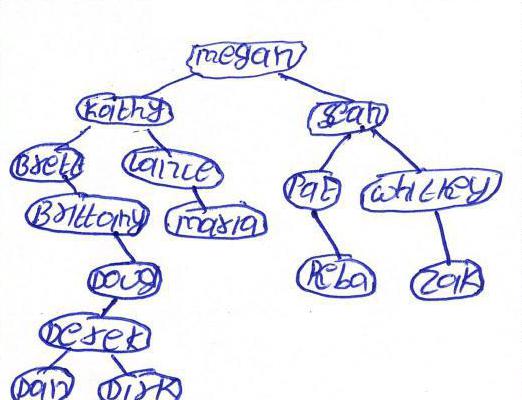 megan
Kathy
Sean
Brett
Lance
Pat
Whitney
Brittany
maria
Doug
Reba
Zak
Derek
Dan
Dirk